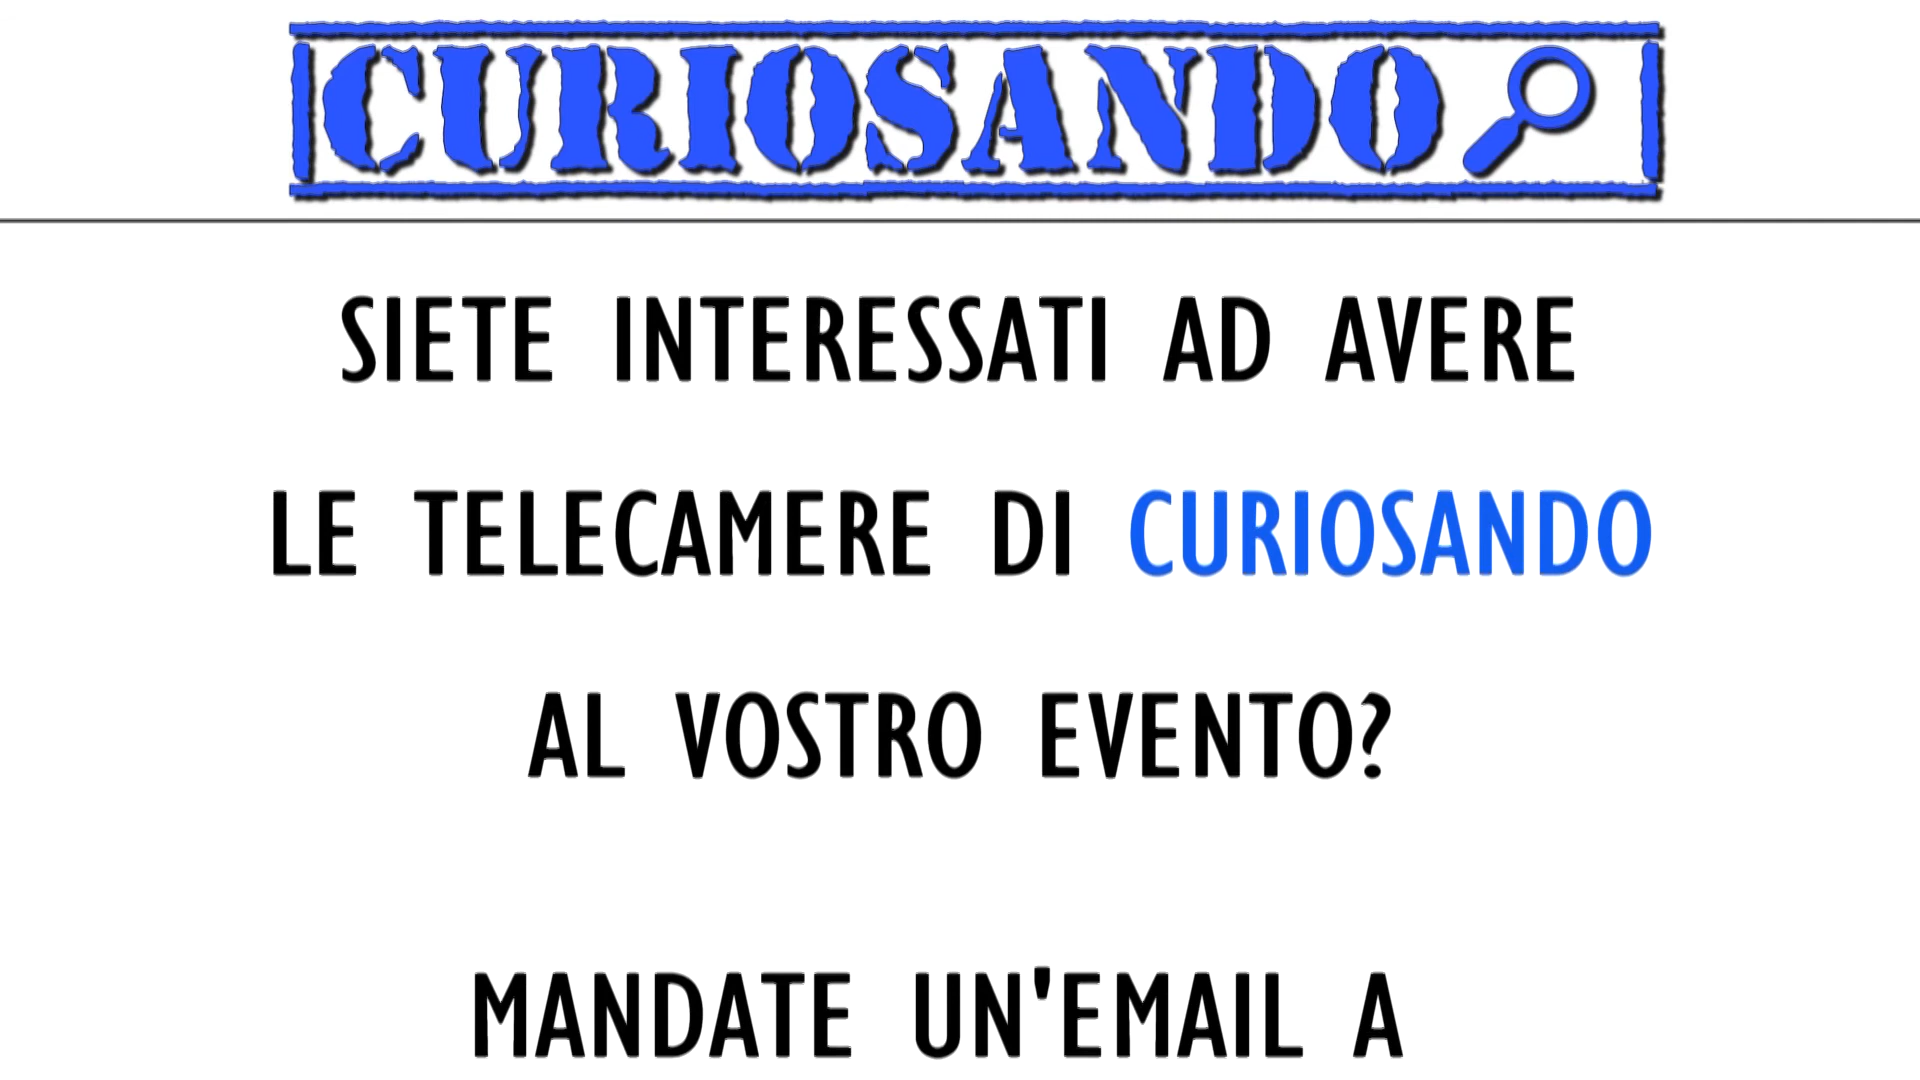 CURIOSANDO
SIETE INTERESSATI AD AVERE
LE TELECAMERE DI CURIOSANDO
AL VOSTRO EVENTO?
MANDATE UN'EMAIL A